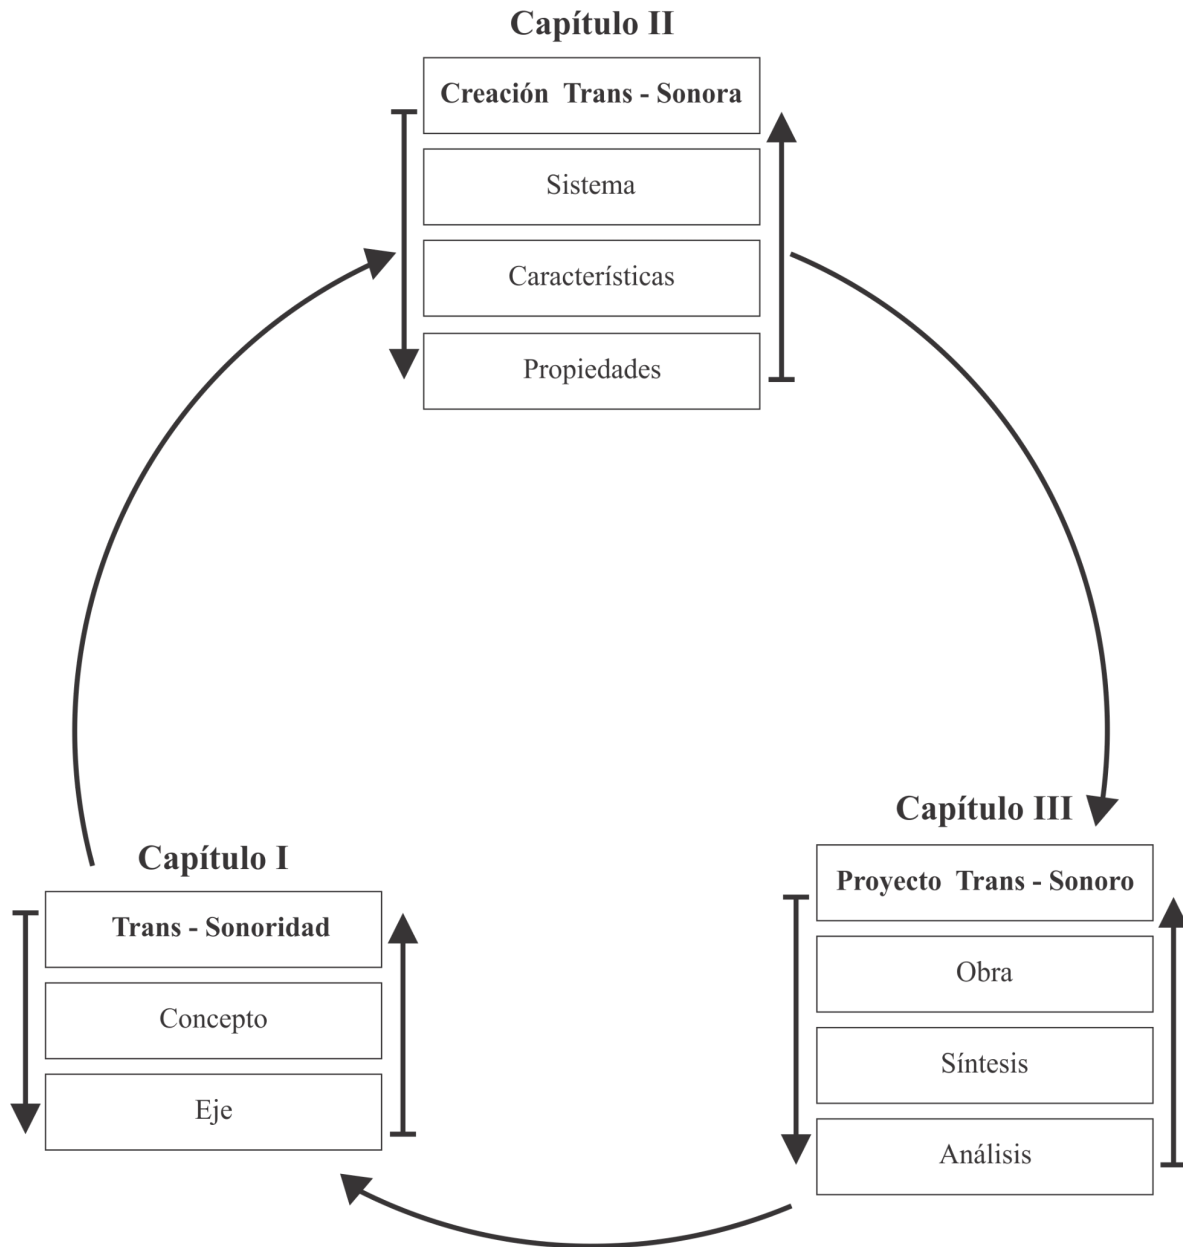 Capítulo II
Creación Trans - Sonora
Sistema
Característícas
Propiedades
Capítulo III
Proyecto Trans - Sonoro
Obra
Síntesis
Análisis
Capítulo I
Trans - Sonoridad
Concepto
Eje